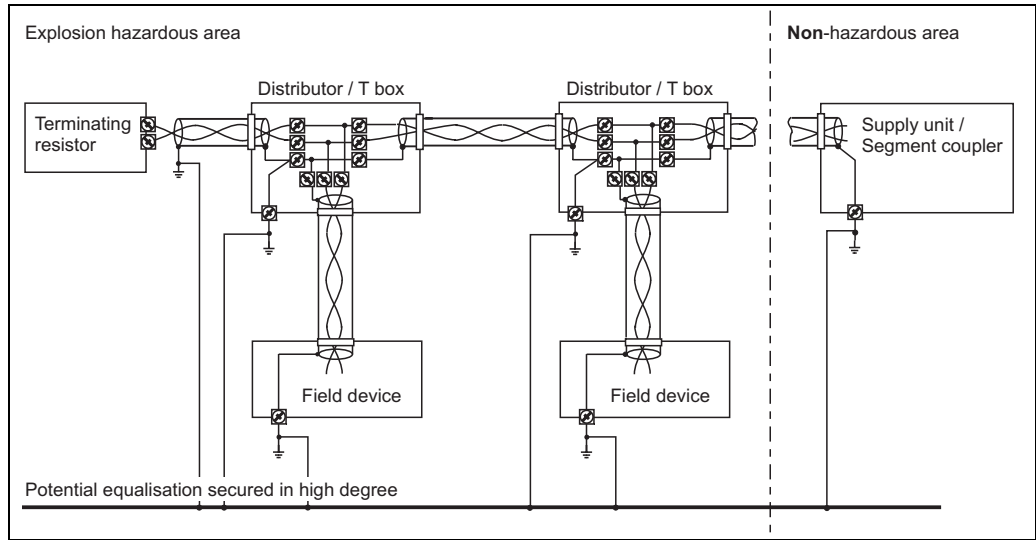 Explosion hazardous area
Non-hazardous area
Distributor / T box
Distributor / T box
Terminating
resistor
Supply unit /
Segment coupler
Field device
Field device
Potential equalisation secured in high degree